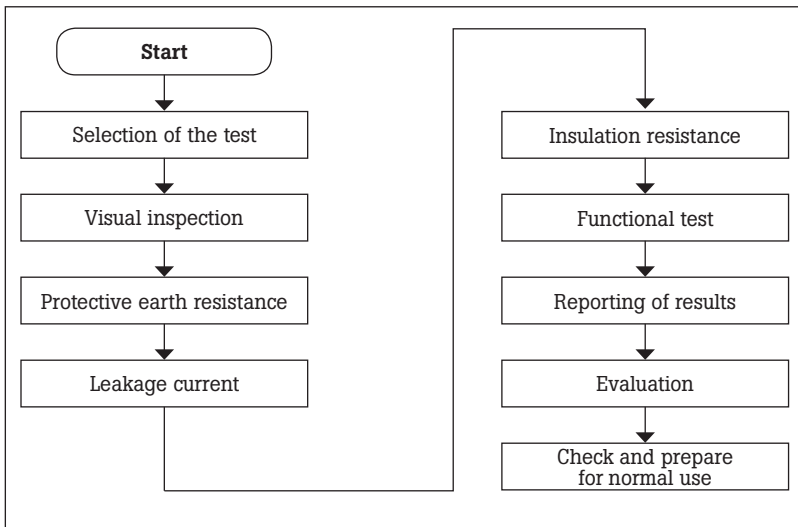 Start
Selection of the test
Visual inspection
Protective earth resistance
Leakage current
Insulation resistance
Functional test
Reporting of results
Evaluation
Check and prepare
for normal use